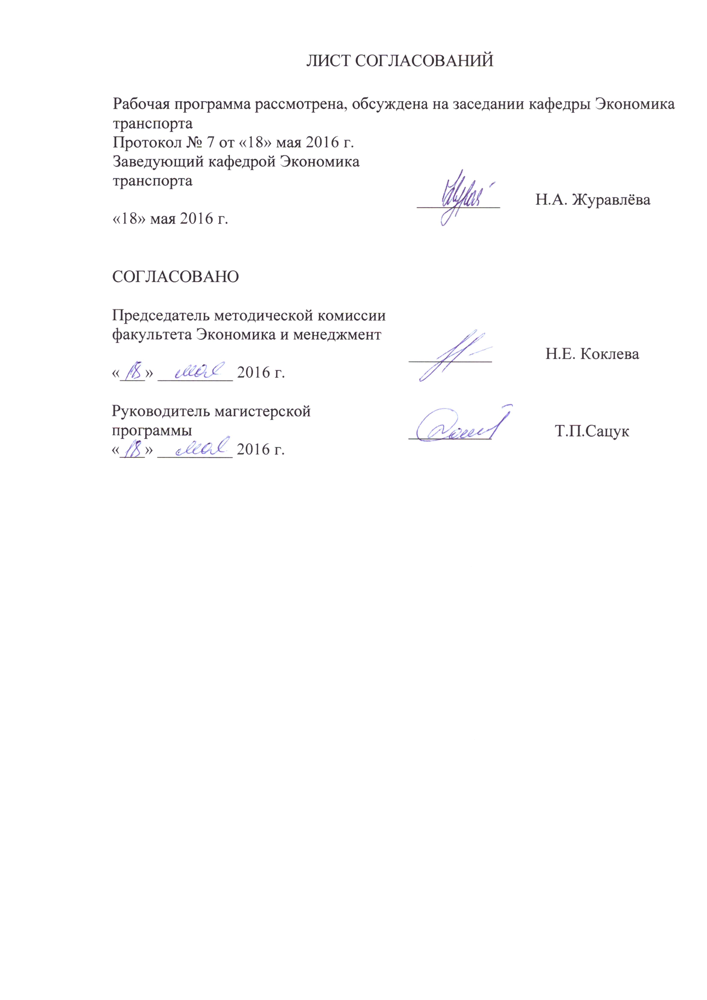 ЛИСТ СОГЛАСОВАНИЙ
Рабочая программа рассмотрена, обсуждена на заседании кафедры Экономика
транспорта
Протокол № 7 от «18» мая 2016 г.
Заведующий кафедрой Экономика
транспорта
Н.А. Журавлёва
«18» мая 2016 г.
СОГЛАСОВАНО
Председатель методической комиссии
факультета Экономика и менеджмент
Н.Е. Коклева
«18» мая 2016 г.
Руководитель магистерской
программы Т.П.Сацук
«18» мая 2016 г.